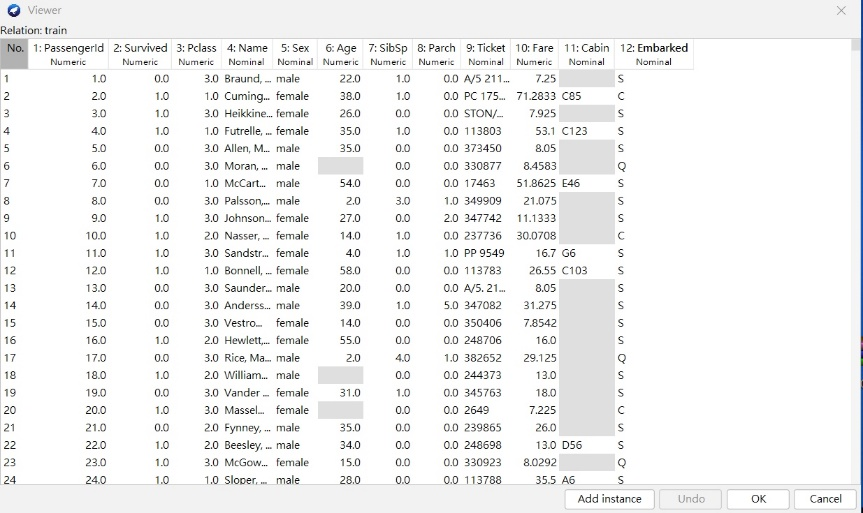 Viewer
Relation: train
No. 1: PassengerId 2: Survived 3: Pclass 4: Name 5: Sex 6: Age 7: SibSp 8: Parch 9: Ticket 10: Fare 11: Cabin 12: Embarked
Numeric Numeric Numeric Nominal Nominal Numeric Numeric Numeric Nominal Numeric Nominal Nominal
1 1.0 0.0 3.0 Braund, ... male 22.0 1.0 0.0 A/5 211... 7.25 S
2 2.0 1.0 1.0 Cuming... female 38.0 1.0 0.0 PC 175... 71.2833 C85 C
3 3.0 1.0 3.0 Heikkine... female 26.0 0.0 0.0 STON/... 7.925 S
4 4.0 1.0 1.0 Futrelle, ... female 35.0 1.0 0.0 113803 53.1 C123 S
5 5.0 0.0 3.0 Allen, M... male 35.0 0.0 0.0 373450 8.05 S
6 6.0 0.0 3.0 Moran, ... male 0.0 0.0 330877 8.4583 Q
7 7.0 0.0 1.0 McCart... male 54.0 0.0 0.0 17463 51.8625 E46 S
8 8.0 0.0 3.0 Palsson,... male 2.0 3.0 1.0 349909 21.075 S
9 9.0 1.0 3.0 Johnson... female 27.0 0.0 2.0 347742 11.1333 S
10 10.0 1.0 2.0 Nasser, ... female 14.0 1.0 0.0 237736 30.0708 C
11 11.0 1.0 3.0 Sandstr... female 4.0 1.0 1.0 PP 9549 16.7 G6 S
12 12.0 1.0 1.0 Bonnell, ... female 58.0 0.0 0.0 113783 26.55 C103 S
13 13.0 0.0 3.0 Saunder... male 20.0 0.0 0.0 A/5. 21... 8.05 S
14 14.0 0.0 3.0 Anderss... male 39.0 1.0 5.0 347082 31.275 S
15 15.0 0.0 3.0 Vestro... female 14.0 0.0 0.0 350406 7.8542 S
16 16.0 1.0 2.0 Hewlett,... female 55.0 0.0 0.0 248706 16.0 S
17 17.0 0.0 3.0 Rice, Ma... male 2.0 4.0 1.0 382652 29.125 Q
18 18.0 1.0 2.0 William... male 0.0 0.0 244373 13.0 S
19 19.0 0.0 3.0 Vander ... female 31.0 1.0 0.0 345763 18.0 S
20 20.0 1.0 3.0 Massel... female 0.0 0.0 2649 7.225 C
21 21.0 0.0 2.0 Fynney, ... male 35.0 0.0 0.0 239865 26.0 S
22 22.0 1.0 2.0 Beesley, ... male 34.0 0.0 0.0 248698 13.0 D56 S
23 23.0 1.0 3.0 McGow... female 15.0 0.0 0.0 330923 8.0292 Q
24 24.0 1.0 1.0 Sloper, ... male 28.0 0.0 0.0 113788 35.5 A6 S
Add instance Undo OK Cancel